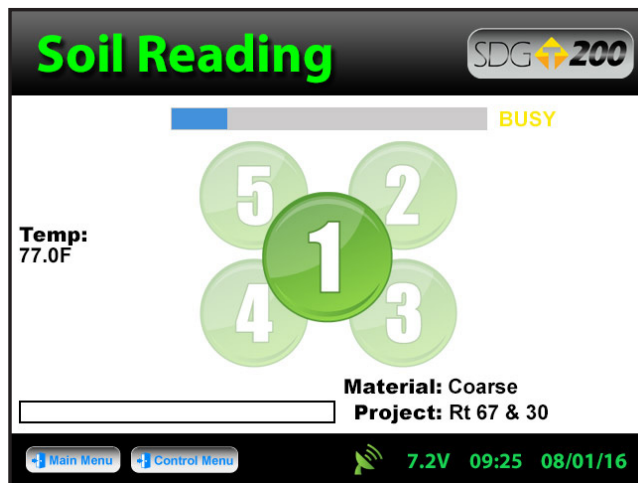 Soil Reading
SDG 200
BUSY
5 2
1
4 3
Temp:
77.0F
Material: Coarse
Project: Rt 67 & 30
Main Menu Control Menu 7.2V 09:25 08/01/16